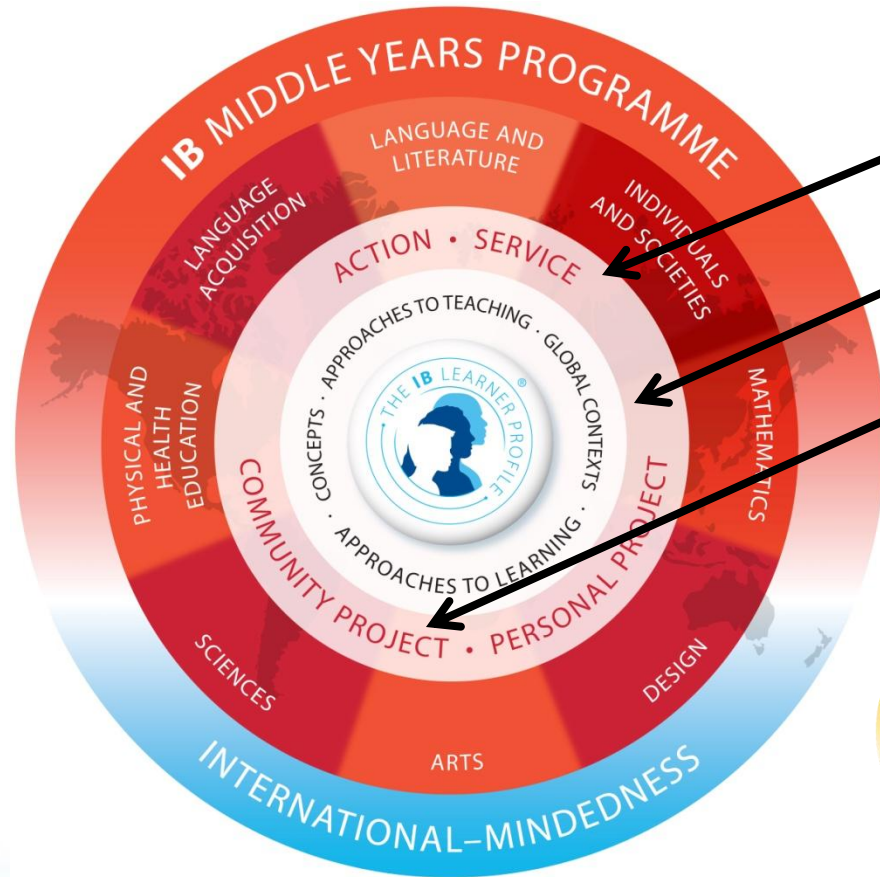 IB MIDDLE YEARS PROGRAMME
LANGUAGE AND
LITERATURE
INDIVIDUALS
AND SOCIETIES
MATHEMATICS
DESIGN
ARTS
SCIENCES
PHYSICAL AND
HEALTH
EDUCATION
LANGUAGE
ACQUISITION
ACTION • SERVICE
COMMUNITY PROJECT • PERSONAL PROJECT
APPROACHES TO TEACHING · GLOBAL CONTEXTS ·
APPROACHES TO LEARNING · CONCEPTS ·
THE IB LEARNER PROFILE ®
INTERNATIONAL–MINDEDNESS